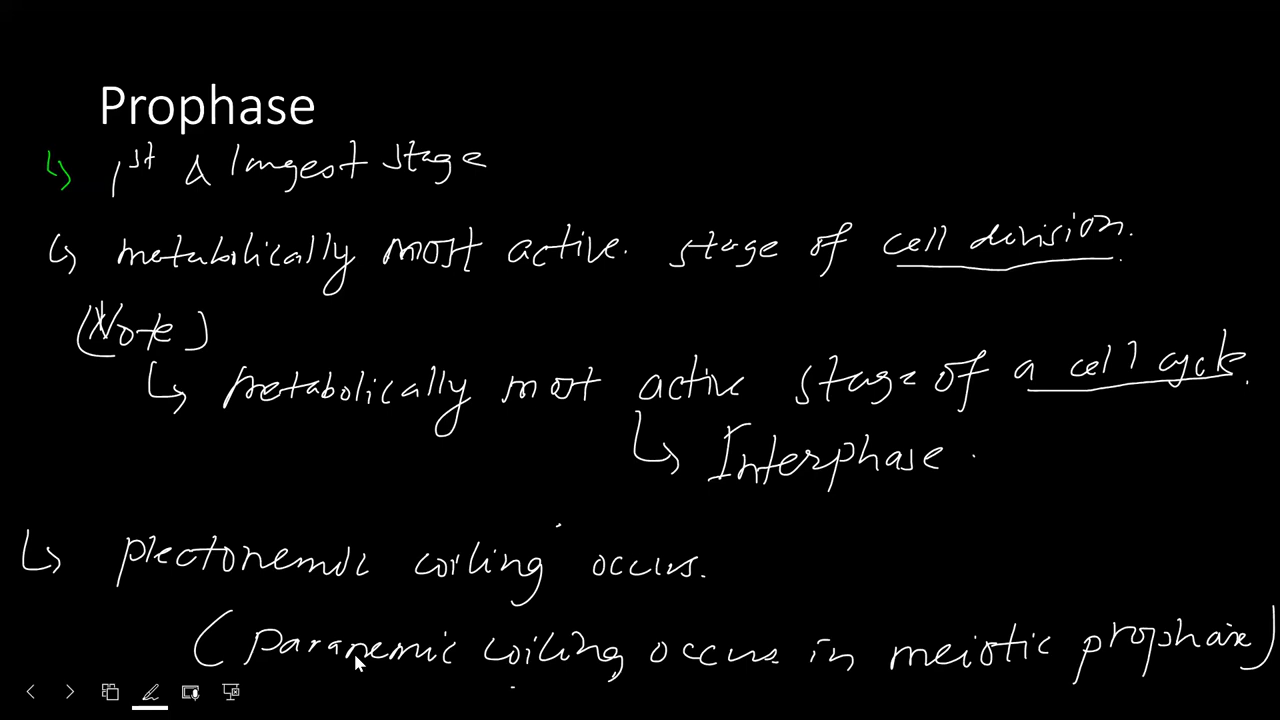 Prophase
↳ 1st & longest stage
↳ metabolically most active. stage of cell division.
(Note)
↳ metabolically most active stage of a cell cycle.
↳ Interphase.
↳ plectonemic coiling occurs.
(paranemic coiling occurs in meiotic prophase)